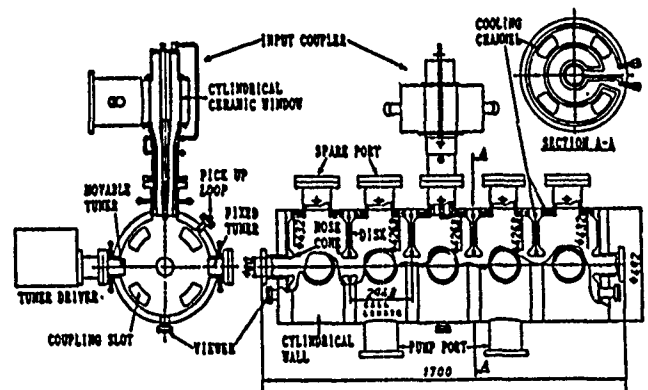 INPUT COUPLER
COOLING
CHANNEL
CYLINDRICAL
CERAMIC WINDOW
SECTION A-A
SPARE PORT
A
PICK UP
LOOP
MOVABLE
TUNER
FIXED
TUNER
NOSE
CONE
DISK
TUNER DRIVER
CELL
COUPLING SLOT
VIEWER
CYLINDRICAL
WALL
PUMP PORT
A
1700